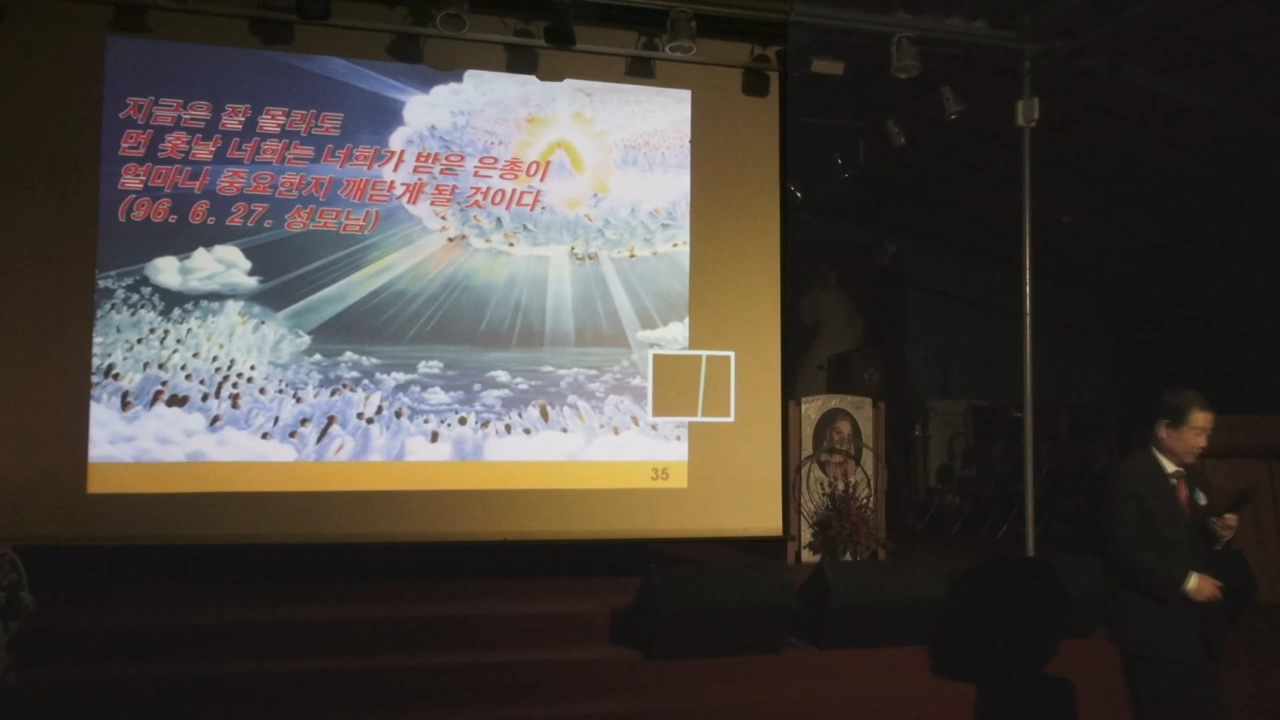 지금은 잘 몰라도
먼 훗날 너희는 너희가 받은 은총이
얼마나 중요한지 깨닫게 될 것이다.
(96. 6. 27. 성모님)
35